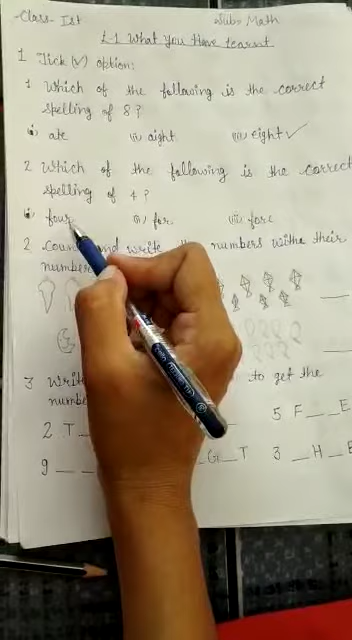 Class- Ist Sub:- Math
L-1 What You Have Learnt
1 Tick (✓) option:
1 Which of the following is the correct
spelling of 8?
(i) ate (ii) aight (iii) eight ✓
2 Which of the following is the correct
spelling of 4?
(i) four (ii) for (iii) fore
2 Count and write the numbers withe their
number
3 Write to get the
number
2 T _ 5 F _ _ E
9 _ _ _ G _ T 3 _ H _ E